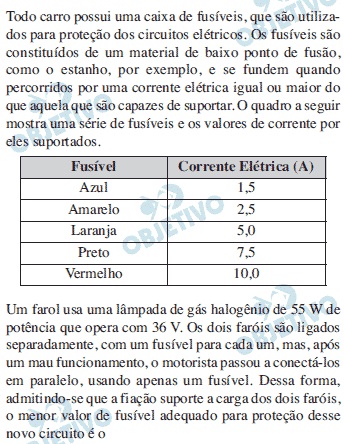 Todo carro possui uma caixa de fusíveis, que são utiliza-
dos para proteção dos circuitos elétricos. Os fusíveis são
constituídos de um material de baixo ponto de fusão,
como o estanho, por exemplo, e se fundem quando
percorridos por uma corrente elétrica igual ou maior do
que aquela que são capazes de suportar. O quadro a seguir
mostra uma série de fusíveis e os valores de corrente por
eles suportados.
Fusível Corrente Elétrica (A)
Azul 1,5
Amarelo 2,5
Laranja 5,0
Preto 7,5
Vermelho 10,0
Um farol usa uma lâmpada de gás halogênio de 55 W de
potência que opera com 36 V. Os dois faróis são ligados
separadamente, com um fusível para cada um, mas, após
um mau funcionamento, o motorista passou a conectá-los
em paralelo, usando apenas um fusível. Dessa forma,
admitindo-se que a fiação suporte a carga dos dois faróis,
o menor valor de fusível adequado para proteção desse
novo circuito é o
OBJETIVO
OBJETIVO
OBJETIVO